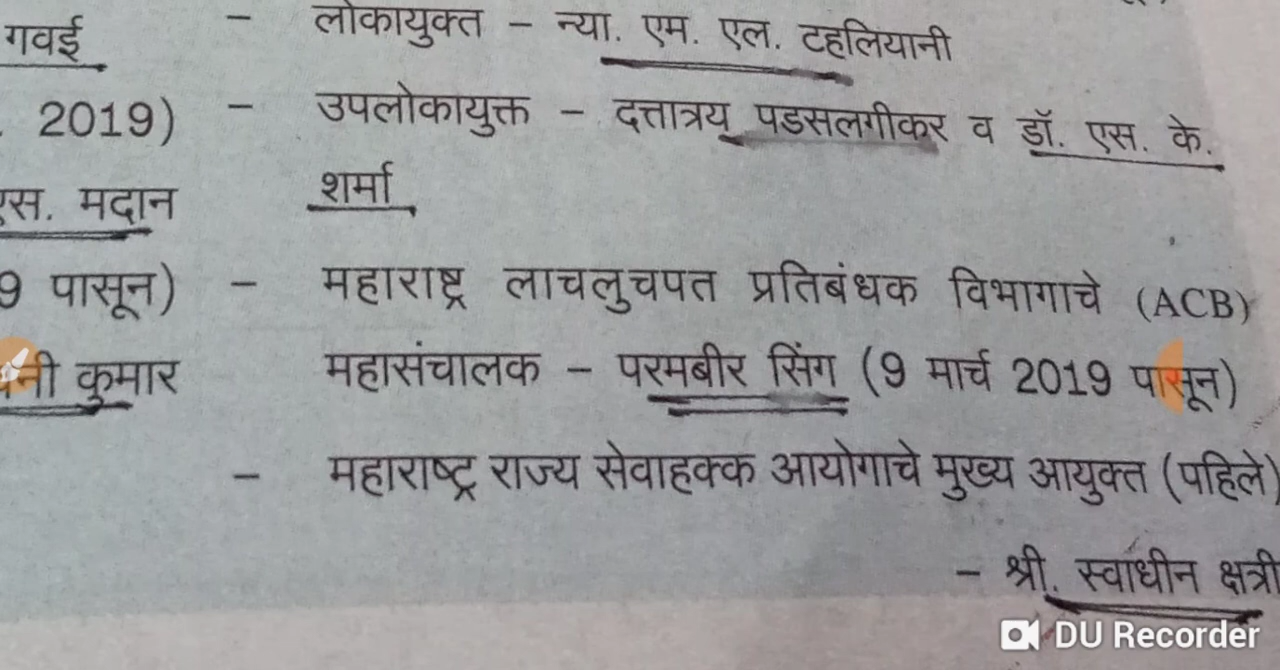 गवई
2019)
एस. मदान
9 पासून)
कुमार
– लोकायुक्त – न्या. एम. एल. टहलियानी
– उपलोकायुक्त – दत्तात्रय पडसलगीकर व डॉ. एस. के.
शर्मा
– महाराष्ट्र लाचलुचपत प्रतिबंधक विभागाचे (ACB)
महासंचालक – परमबीर सिंग (9 मार्च 2019 पासून)
– महाराष्ट्र राज्य सेवाहक्क आयोगाचे मुख्य आयुक्त (पहिले)
– श्री. स्वाधीन क्षत्री
DU Recorder